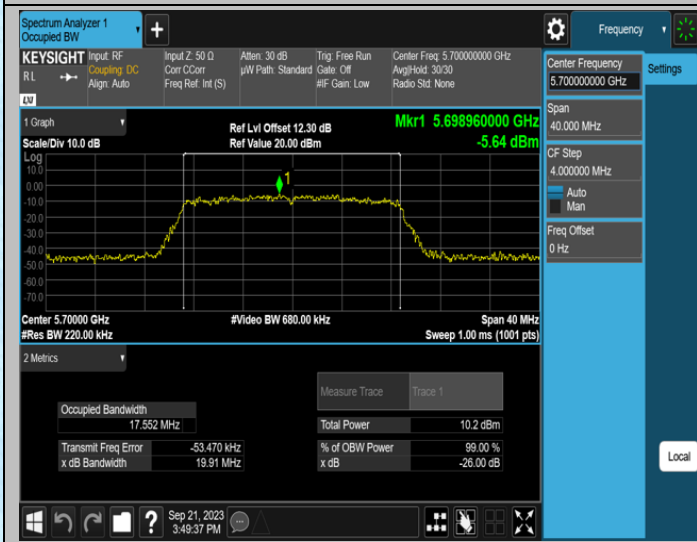 Spectrum Analyzer 1
Occupied BW
+
Frequency
KEYSIGHT
RL
LXI
Input: RF
Coupling: DC
Align: Auto
Input Z: 50 Ω
Corr CCorr
Freq Ref: Int (S)
Atten: 30 dB
µW Path: Standard
Trig: Free Run
Gate: Off
#IF Gain: Low
Center Freq: 5.700000000 GHz
Avg|Hold: 30/30
Radio Std: None
Center Frequency
5.700000000 GHz
Settings
Span
40.000 MHz
CF Step
4.000000 MHz
Auto
Man
Freq Offset
0 Hz
Local
1 Graph
Scale/Div 10.0 dB
Ref Lvl Offset 12.30 dB
Ref Value 20.00 dBm
Mkr1 5.698960000 GHz
-5.64 dBm
Log
10.0
0.00
-10.0
-20.0
-30.0
-40.0
-50.0
-60.0
-70.0
1
Center 5.70000 GHz
#Res BW 220.00 kHz
#Video BW 680.00 kHz
Span 40 MHz
Sweep 1.00 ms (1001 pts)
2 Metrics
Measure Trace
Trace 1
Occupied Bandwidth
17.552 MHz
Total Power
10.2 dBm
Transmit Freq Error
-53.470 kHz
% of OBW Power
99.00 %
x dB Bandwidth
19.91 MHz
x dB
-26.00 dB
?
Sep 21, 2023
3:49:37 PM